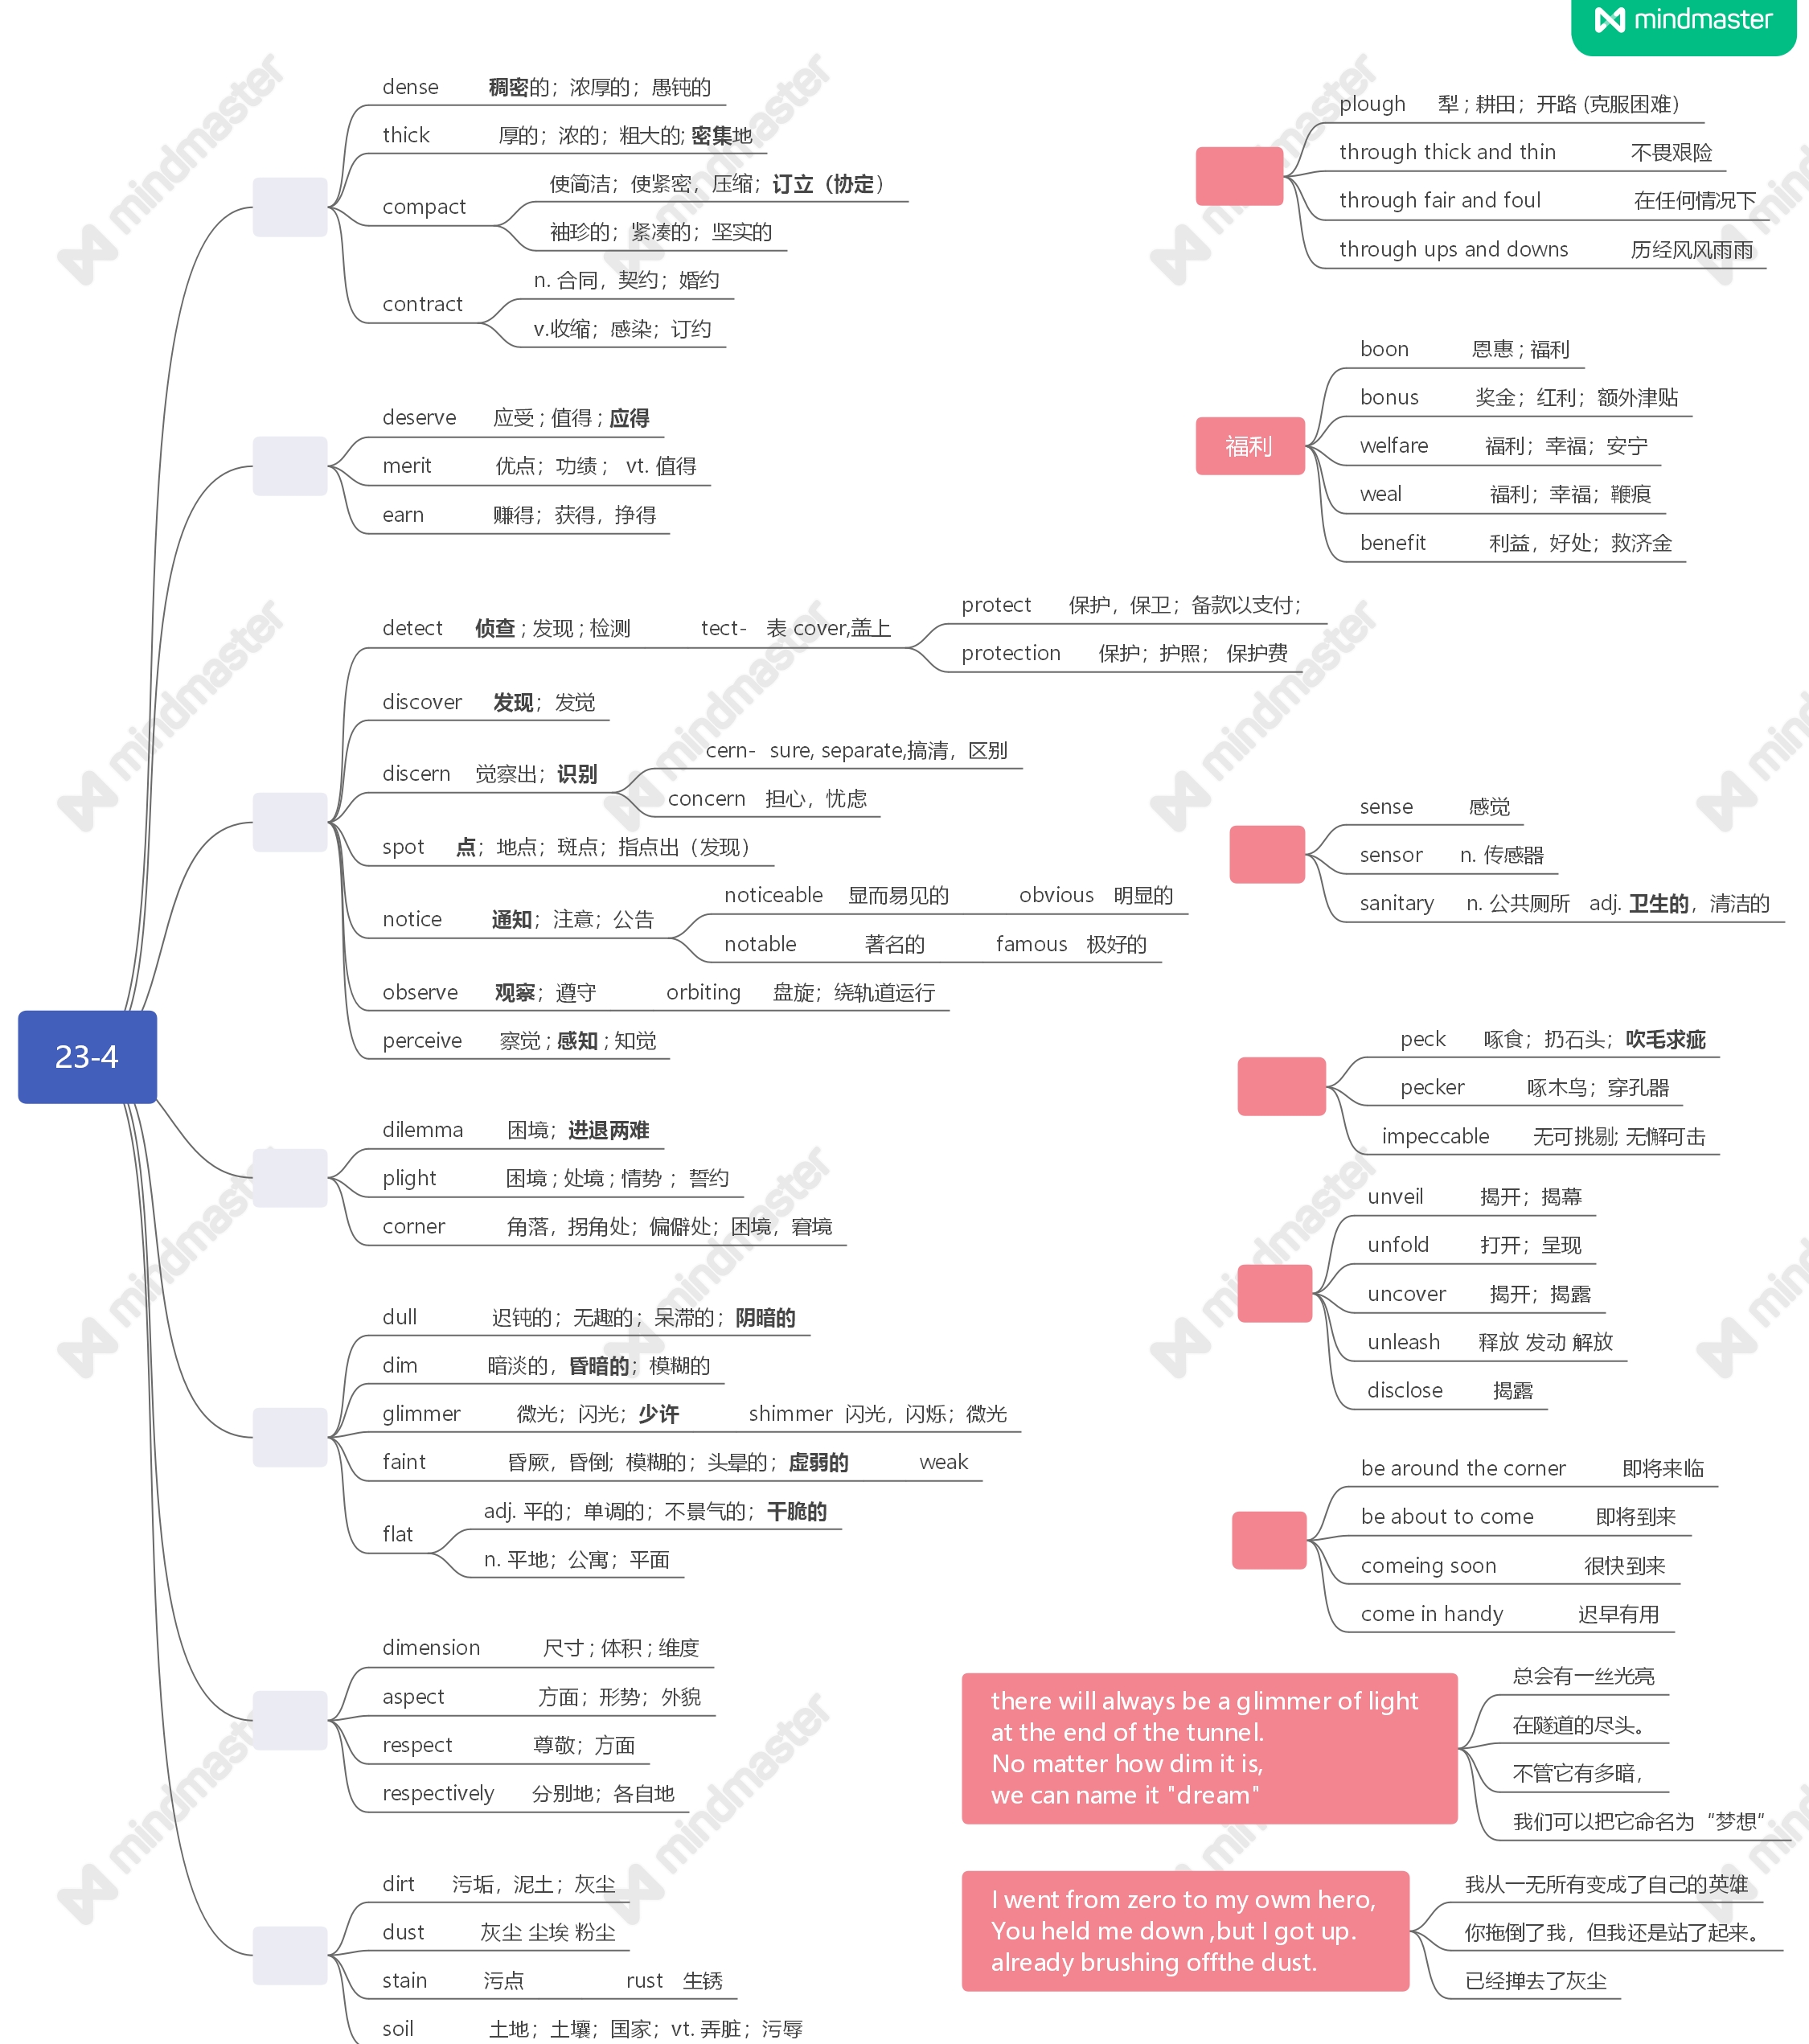 mindmaster
23-4
dense 稠密的；浓厚的；愚钝的
thick 厚的；浓的；粗大的; 密集地
compact
使简洁；使紧密，压缩；订立（协定）
袖珍的；紧凑的；坚实的
contract
n. 合同，契约；婚约
v.收缩；感染；订约
deserve 应受 ; 值得 ; 应得
merit 优点；功绩； vt. 值得
earn 赚得；获得，挣得
detect 侦查 ; 发现 ; 检测 tect- 表 cover,盖上
protect 保护，保卫；备款以支付；
protection 保护；护照； 保护费
discover 发现；发觉
discern 觉察出；识别
cern- sure, separate,搞清，区别
concern 担心，忧虑
spot 点；地点；斑点；指点出（发现）
notice 通知；注意；公告
noticeable 显而易见的 obvious 明显的
notable 著名的 famous 极好的
observe 观察；遵守 orbiting 盘旋；绕轨道运行
perceive 察觉 ; 感知 ; 知觉
dilemma 困境；进退两难
plight 困境 ; 处境 ; 情势 ；誓约
corner 角落，拐角处；偏僻处；困境，窘境
dull 迟钝的；无趣的；呆滞的；阴暗的
dim 暗淡的，昏暗的；模糊的
glimmer 微光；闪光；少许 shimmer 闪光，闪烁；微光
faint 昏厥，昏倒; 模糊的；头晕的；虚弱的 weak
flat
adj. 平的；单调的；不景气的；干脆的
n. 平地；公寓；平面
dimension 尺寸 ; 体积 ; 维度
aspect 方面；形势；外貌
respect 尊敬；方面
respectively 分别地；各自地
dirt 污垢，泥土；灰尘
dust 灰尘 尘埃 粉尘
stain 污点 rust 生锈
soil 土地；土壤；国家；vt. 弄脏；污辱
plough 犁 ; 耕田；开路 (克服困难）
through thick and thin 不畏艰险
through fair and foul 在任何情况下
through ups and downs 历经风风雨雨
福利
boon 恩惠 ; 福利
bonus 奖金；红利；额外津贴
welfare 福利；幸福；安宁
weal 福利；幸福；鞭痕
benefit 利益，好处；救济金
sense 感觉
sensor n. 传感器
sanitary n. 公共厕所 adj. 卫生的，清洁的
peck 啄食；扔石头；吹毛求疵
pecker 啄木鸟；穿孔器
impeccable 无可挑剔; 无懈可击
unveil 揭开；揭幕
unfold 打开；呈现
uncover 揭开；揭露
unleash 释放 发动 解放
disclose 揭露
be around the corner 即将来临
be about to come 即将到来
comeing soon 很快到来
come in handy 迟早有用
there will always be a glimmer of light
at the end of the tunnel.
No matter how dim it is,
we can name it "dream"
总会有一丝光亮
在隧道的尽头。
不管它有多暗，
我们可以把它命名为“梦想”
I went from zero to my owm hero,
You held me down ,but I got up.
already brushing offthe dust.
我从一无所有变成了自己的英雄
你拖倒了我，但我还是站了起来。
已经掸去了灰尘